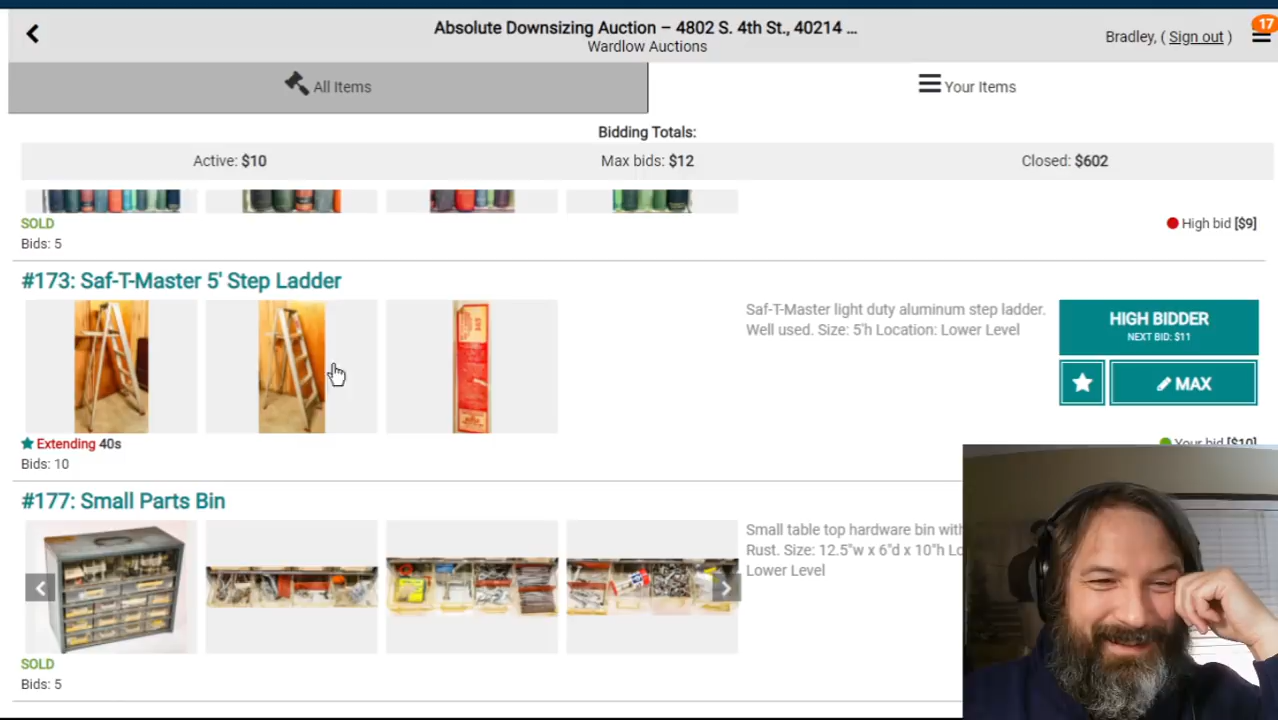 Absolute Downsizing Auction – 4802 S. 4th St., 40214 ...
Wardlow Auctions
Bradley, ( Sign out )
17
All Items
Your Items
Bidding Totals:
Active: $10
Max bids: $12
Closed: $602
SOLD
High bid [$9]
Bids: 5
#173: Saf-T-Master 5' Step Ladder
Saf-T-Master light duty aluminum step ladder.
Well used. Size: 5'h Location: Lower Level
HIGH BIDDER
NEXT BID: $11
MAX
Extending 40s
Your bid [$10]
Bids: 10
#177: Small Parts Bin
Small table top hardware bin with
Rust. Size: 12.5"w x 6"d x 10"h
Lower Level
SOLD
Bids: 5